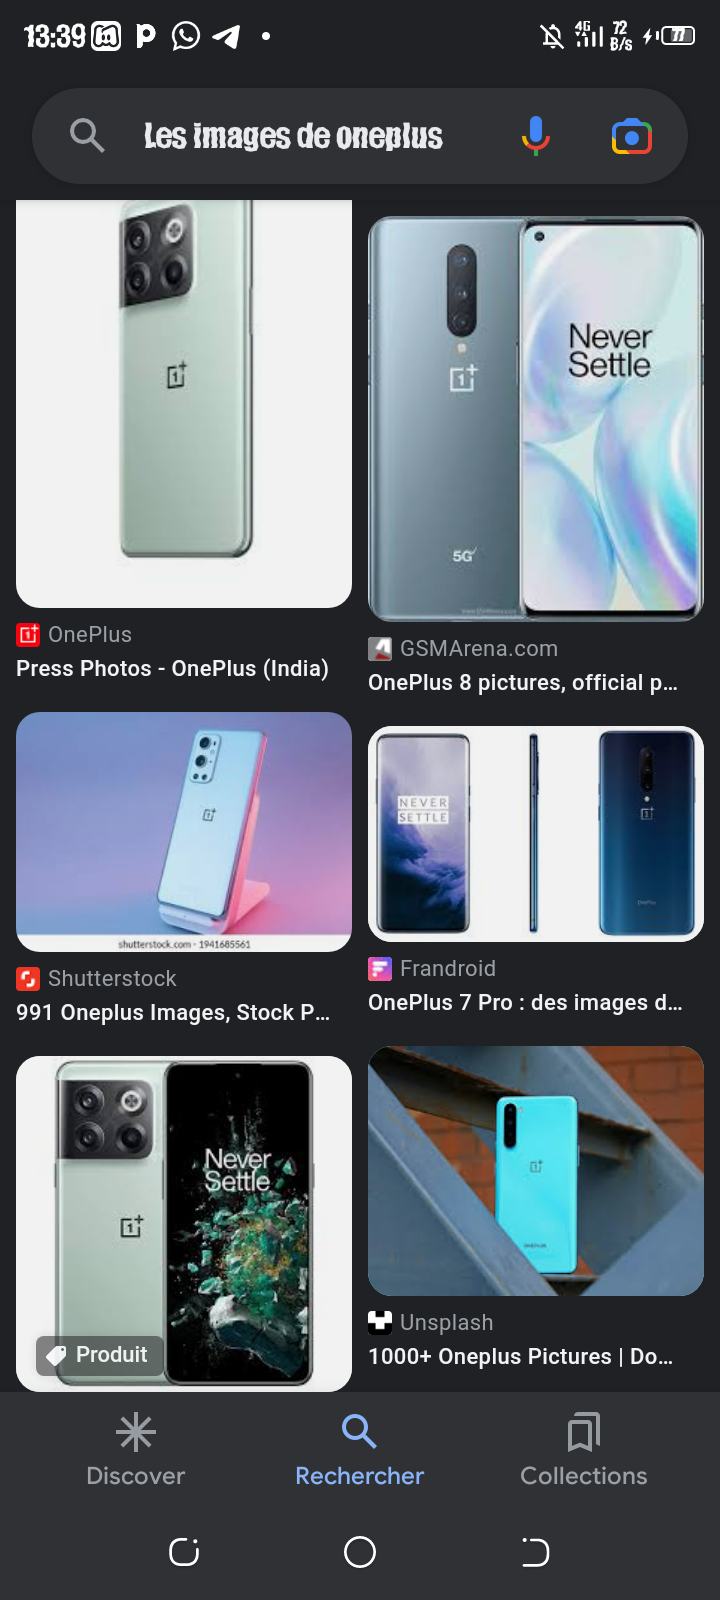 13:39
4G
72
B/s
77
Les images de oneplus
OnePlus
Press Photos - OnePlus (India)
Never
Settle
5G
GSMArena.com
OnePlus 8 pictures, official p...
shutterstock.com - 1941685561
Shutterstock
991 Oneplus Images, Stock P...
NEVER
SETTLE
Frandroid
OnePlus 7 Pro : des images d...
Never
Settle
Produit
Unsplash
1000+ Oneplus Pictures | Do...
Discover
Rechercher
Collections